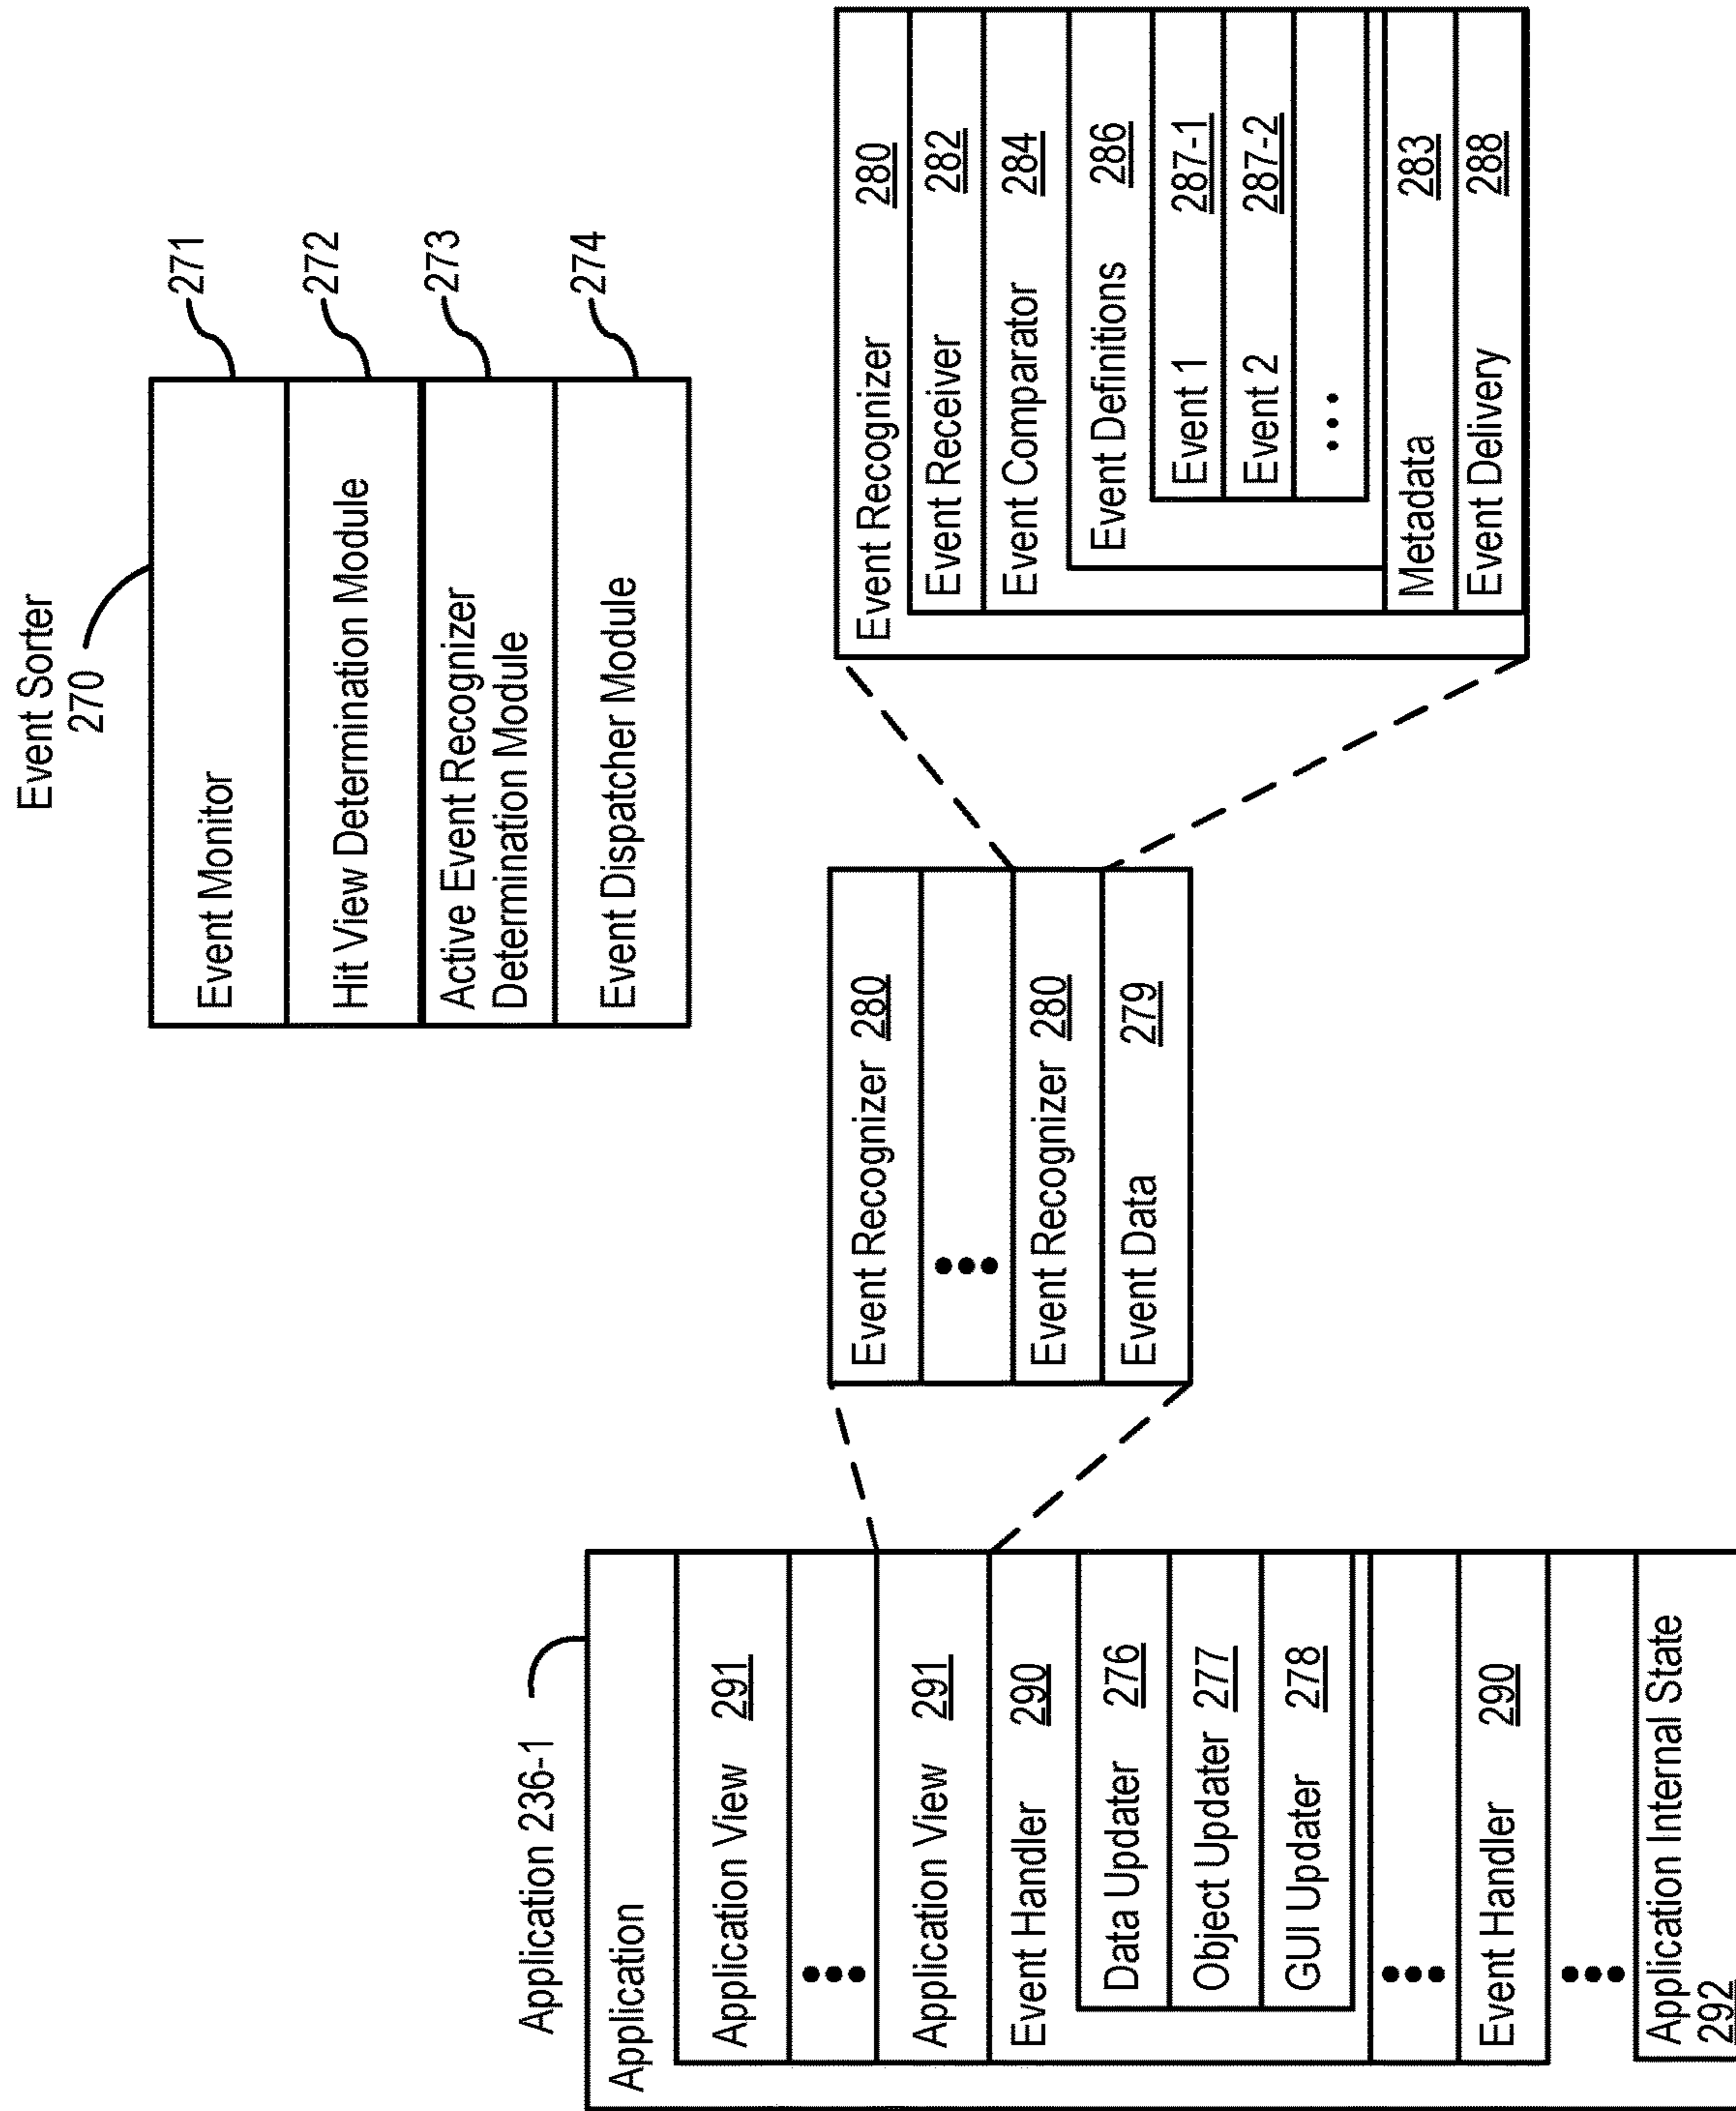 Event Sorter
270
Event Monitor
271
Hit View Determination Module
272
Active Event Recognizer
Determination Module
273
Event Dispatcher Module
274
Application 236-1
Application
Application View 291
•••
Application View 291
Event Handler 290
Data Updater 276
Object Updater 277
GUI Updater 278
•••
Event Handler 290
•••
Application Internal State
292
Event Recognizer 280
•••
Event Recognizer 280
Event Data 279
Event Recognizer 280
Event Receiver 282
Event Comparator 284
Event Definitions 286
Event 1 287-1
Event 2 287-2
•••
Metadata 283
Event Delivery 288